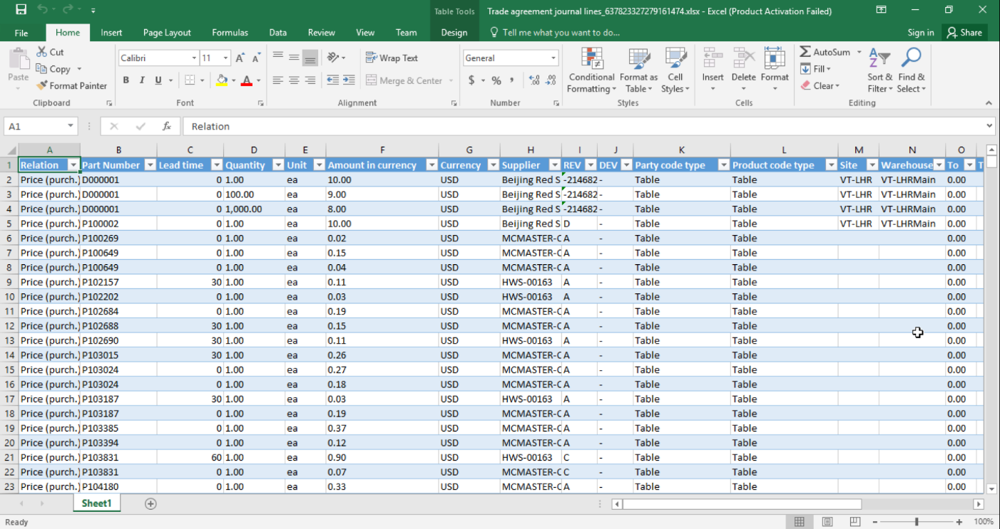 Table Tools
Trade agreement journal lines_637823327279161474.xlsx - Excel (Product Activation Failed)
File Home Insert Page Layout Formulas Data Review View Team Design Tell me what you want to do... Sign in Share
Paste Cut Copy Format Painter Clipboard
Calibri 11 B I U Font
Wrap Text Merge & Center Alignment
General $ % , Number
Conditional Formatting Format as Table Cell Styles Styles
Insert Delete Format Cells
AutoSum Fill Clear Sort & Filter Find & Select Editing
A1 fx Relation
A B C D E F G H I J K L M N O
1 Relation Part Number Lead time Quantity Unit Amount in currency Currency Supplier REV DEV Party code type Product code type Site Warehouse To T
2 Price (purch.) D000001 0 1.00 ea 10.00 USD Beijing Red S -214682 - Table Table VT-LHR VT-LHRMain 0.00
3 Price (purch.) D000001 0 100.00 ea 9.00 USD Beijing Red S -214682 - Table Table VT-LHR VT-LHRMain 0.00
4 Price (purch.) D000001 0 1,000.00 ea 8.00 USD Beijing Red S -214682 - Table Table VT-LHR VT-LHRMain 0.00
5 Price (purch.) P100002 0 1.00 ea 10.00 USD Beijing Red S D - Table Table VT-LHR VT-LHRMain 0.00
6 Price (purch.) P100269 0 1.00 ea 0.02 USD MCMASTER-C A - Table Table 0.00
7 Price (purch.) P100649 0 1.00 ea 0.15 USD MCMASTER-C A - Table Table 0.00
8 Price (purch.) P100649 0 1.00 ea 0.04 USD MCMASTER-C A - Table Table 0.00
9 Price (purch.) P102157 30 1.00 ea 0.11 USD HWS-00163 A - Table Table 0.00
10 Price (purch.) P102202 0 1.00 ea 0.03 USD HWS-00163 A - Table Table 0.00
11 Price (purch.) P102684 0 1.00 ea 0.19 USD MCMASTER-C A - Table Table 0.00
12 Price (purch.) P102688 30 1.00 ea 0.15 USD MCMASTER-C A - Table Table 0.00
13 Price (purch.) P102690 30 1.00 ea 0.11 USD HWS-00163 A - Table Table 0.00
14 Price (purch.) P103015 30 1.00 ea 0.26 USD MCMASTER-C A - Table Table 0.00
15 Price (purch.) P103024 0 1.00 ea 0.27 USD MCMASTER-C A - Table Table 0.00
16 Price (purch.) P103024 0 1.00 ea 0.18 USD MCMASTER-C A - Table Table 0.00
17 Price (purch.) P103187 30 1.00 ea 0.03 USD HWS-00163 A - Table Table 0.00
18 Price (purch.) P103187 0 1.00 ea 0.19 USD MCMASTER-C A - Table Table 0.00
19 Price (purch.) P103385 0 1.00 ea 0.37 USD MCMASTER-C A - Table Table 0.00
20 Price (purch.) P103394 0 1.00 ea 0.12 USD MCMASTER-C A - Table Table 0.00
21 Price (purch.) P103831 60 1.00 ea 0.90 USD HWS-00163 C - Table Table 0.00
22 Price (purch.) P103831 0 1.00 ea 0.07 USD MCMASTER-C C - Table Table 0.00
23 Price (purch.) P104180 0 1.00 ea 0.33 USD MCMASTER-C A - Table Table 0.00
Sheet1
Ready 100%